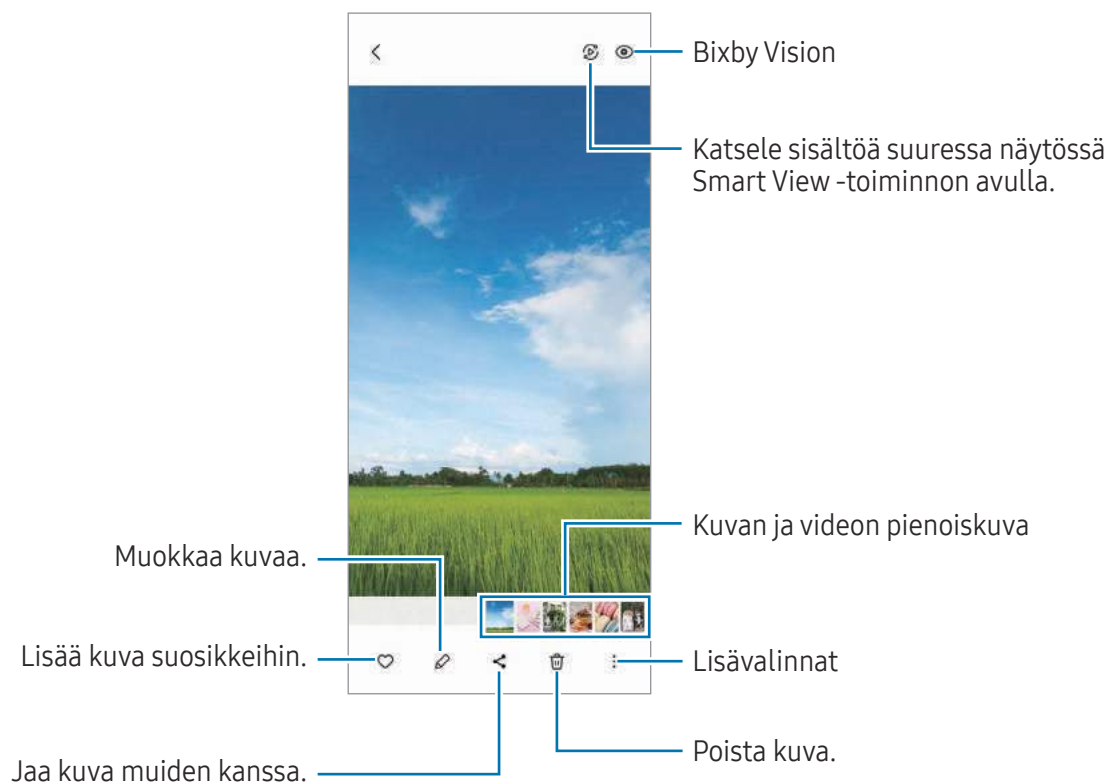 Bixby Vision
Katsele sisältöä suuressa näytössä
Smart View -toiminnon avulla.
Kuvan ja videon pienoiskuva
Muokkaa kuvaa.
Lisää kuva suosikkeihin.
Lisävalinnat
Poista kuva.
Jaa kuva muiden kanssa.